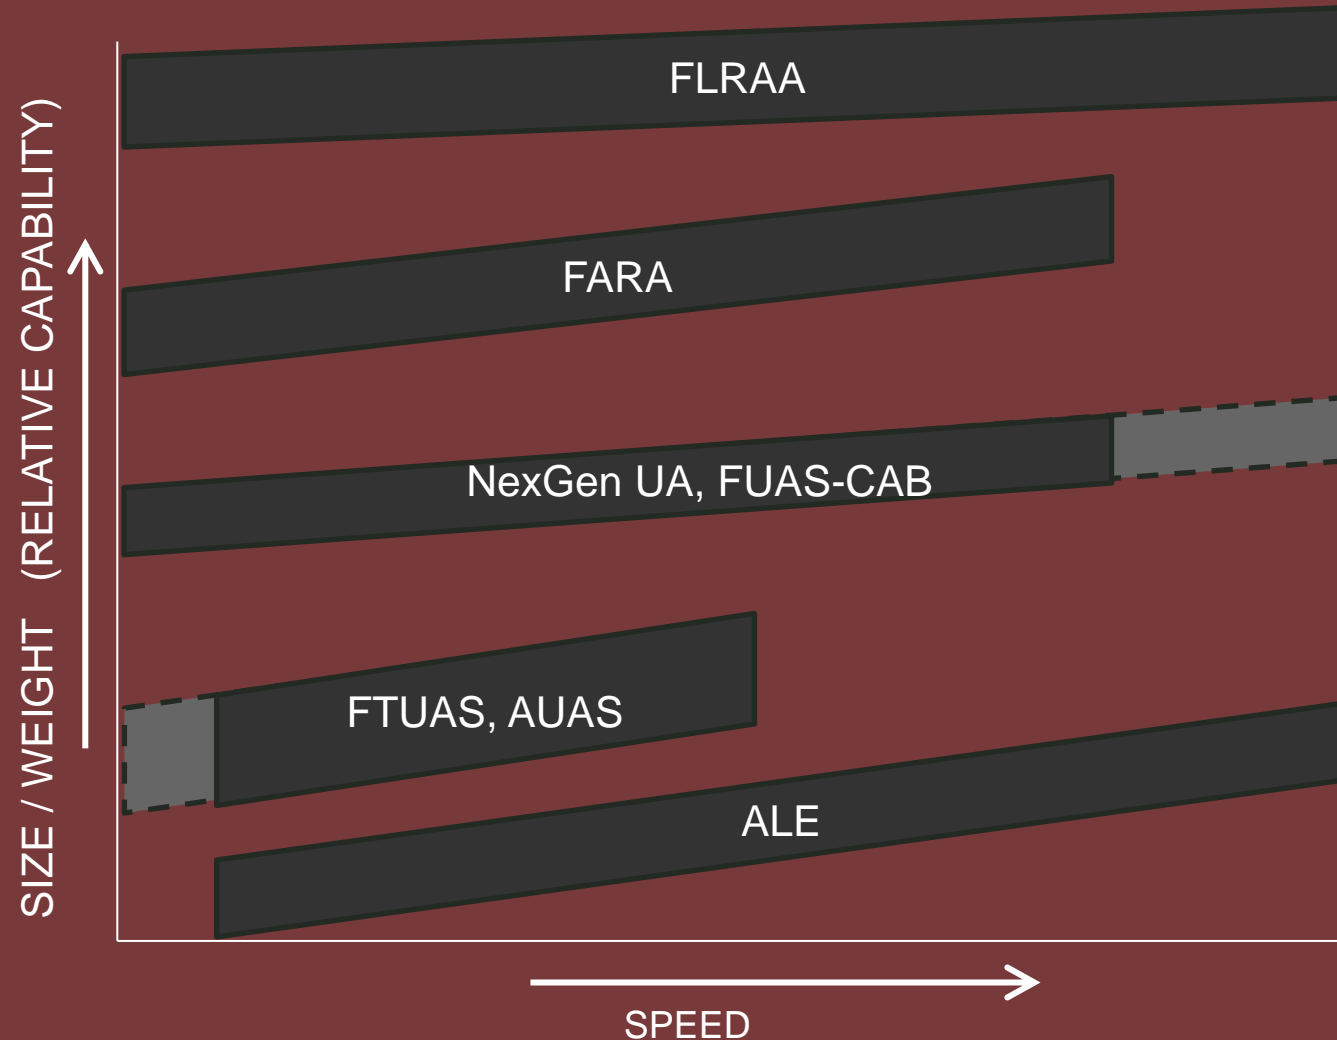 SIZE / WEIGHT (RELATIVE CAPABILITY)
FLRAA
FARA
NexGen UA, FUAS-CAB
FTUAS, AUAS
ALE
SPEED